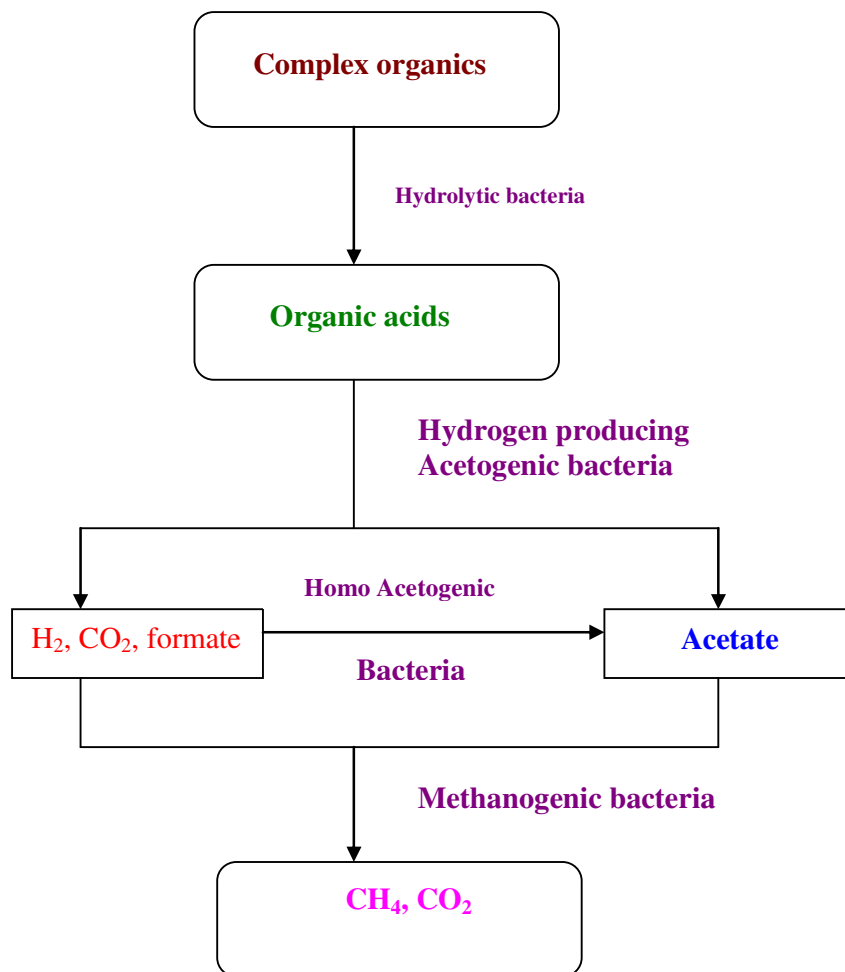 Complex organics
Hydrolytic bacteria
Organic acids
Hydrogen producing
Acetogenic bacteria
Homo Acetogenic
H₂, CO₂, formate
Acetate
Bacteria
Methanogenic bacteria
CH₄, CO₂